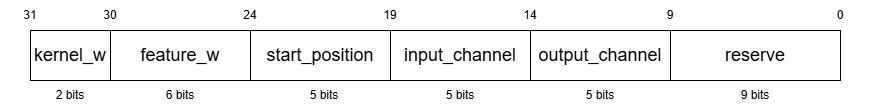 31 30 24 19 14 9 0
kernel_w feature_w start_position input_channel output_channel reserve
2 bits 6 bits 5 bits 5 bits 5 bits 9 bits